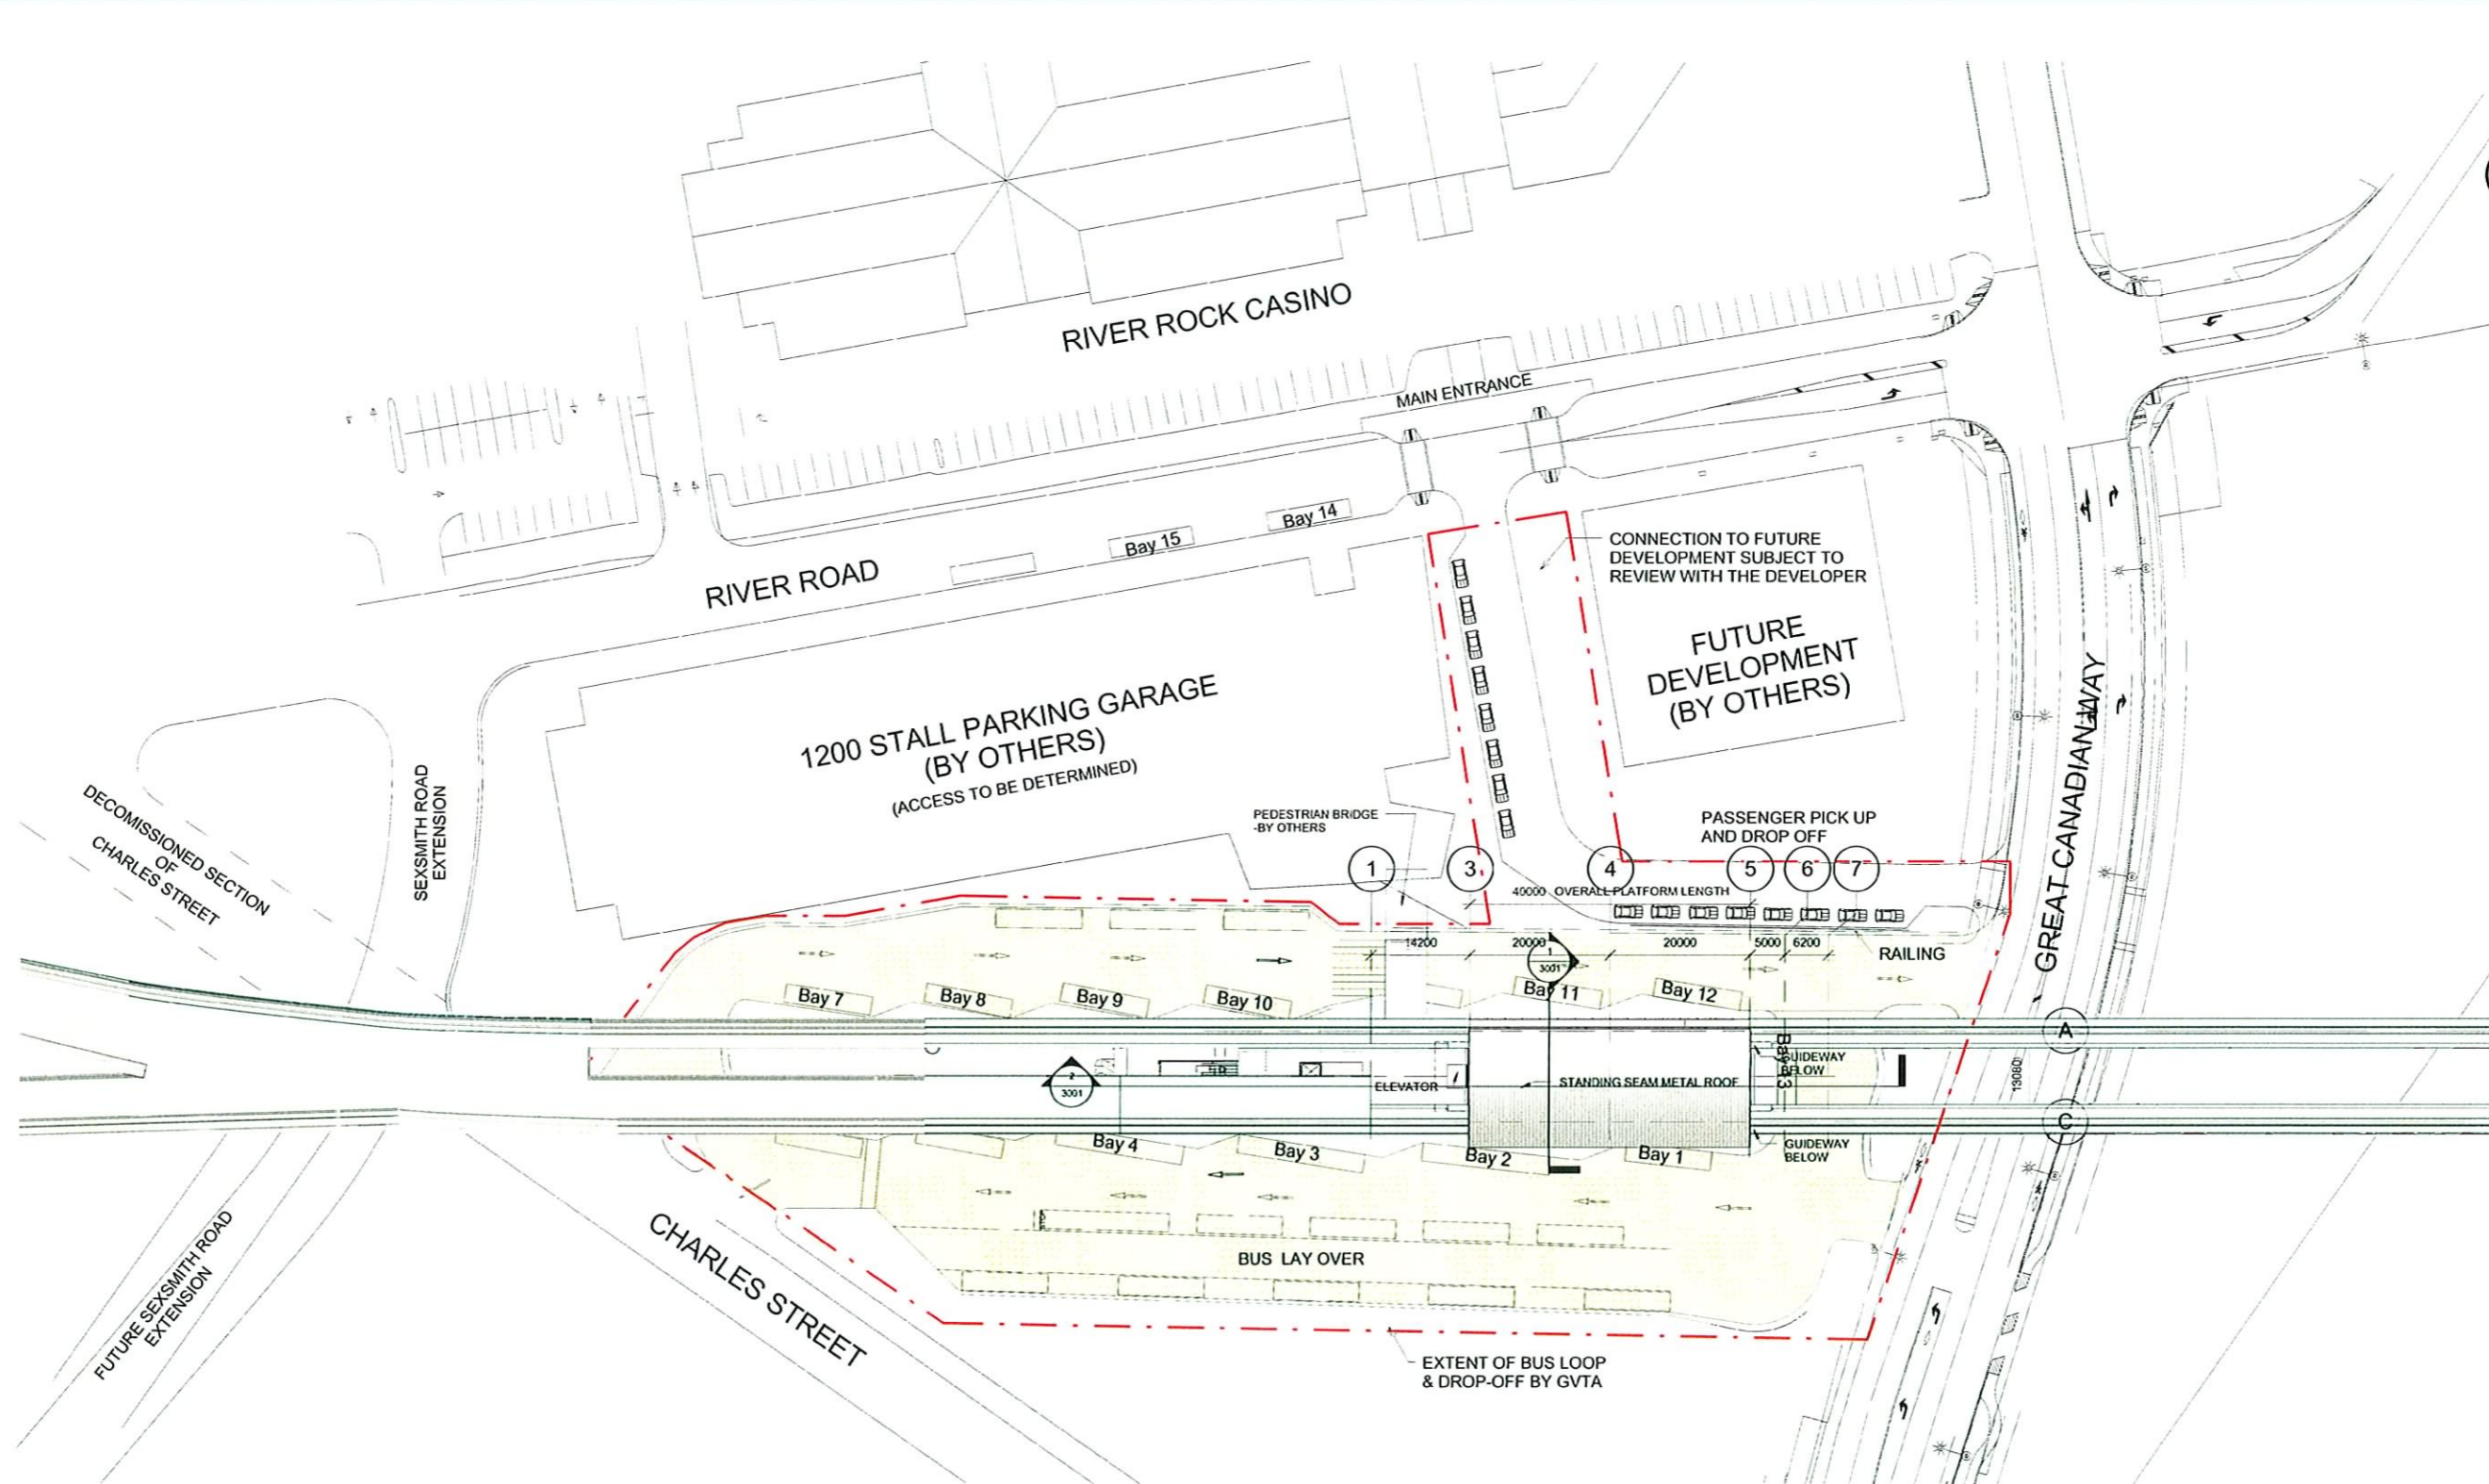 RIVER ROCK CASINO
MAIN ENTRANCE
Bay 14
Bay 15
RIVER ROAD
CONNECTION TO FUTURE
DEVELOPMENT SUBJECT TO
REVIEW WITH THE DEVELOPER
FUTURE
DEVELOPMENT
(BY OTHERS)
GREAT CANADIAN WAY
1200 STALL PARKING GARAGE
(BY OTHERS)
(ACCESS TO BE DETERMINED)
SEXSMITH ROAD
EXTENSION
DECOMISSIONED SECTION
OF
CHARLES STREET
PEDESTRIAN BRIDGE
-BY OTHERS
PASSENGER PICK UP
AND DROP OFF
1
3
4
5
6
7
40000 OVERALL PLATFORM LENGTH
14200
20000
20000
5000
6200
RAILING
1
3001
Bay 7
Bay 8
Bay 9
Bay 10
Bay 11
Bay 12
A
Bay 13
GUIDEWAY
BELOW
13080
2
3001
ELEVATOR
STANDING SEAM METAL ROOF
C
GUIDEWAY
BELOW
Bay 4
Bay 3
Bay 2
Bay 1
BUS LAY OVER
CHARLES STREET
FUTURE SEXSMITH ROAD
EXTENSION
EXTENT OF BUS LOOP
& DROP-OFF BY GVTA